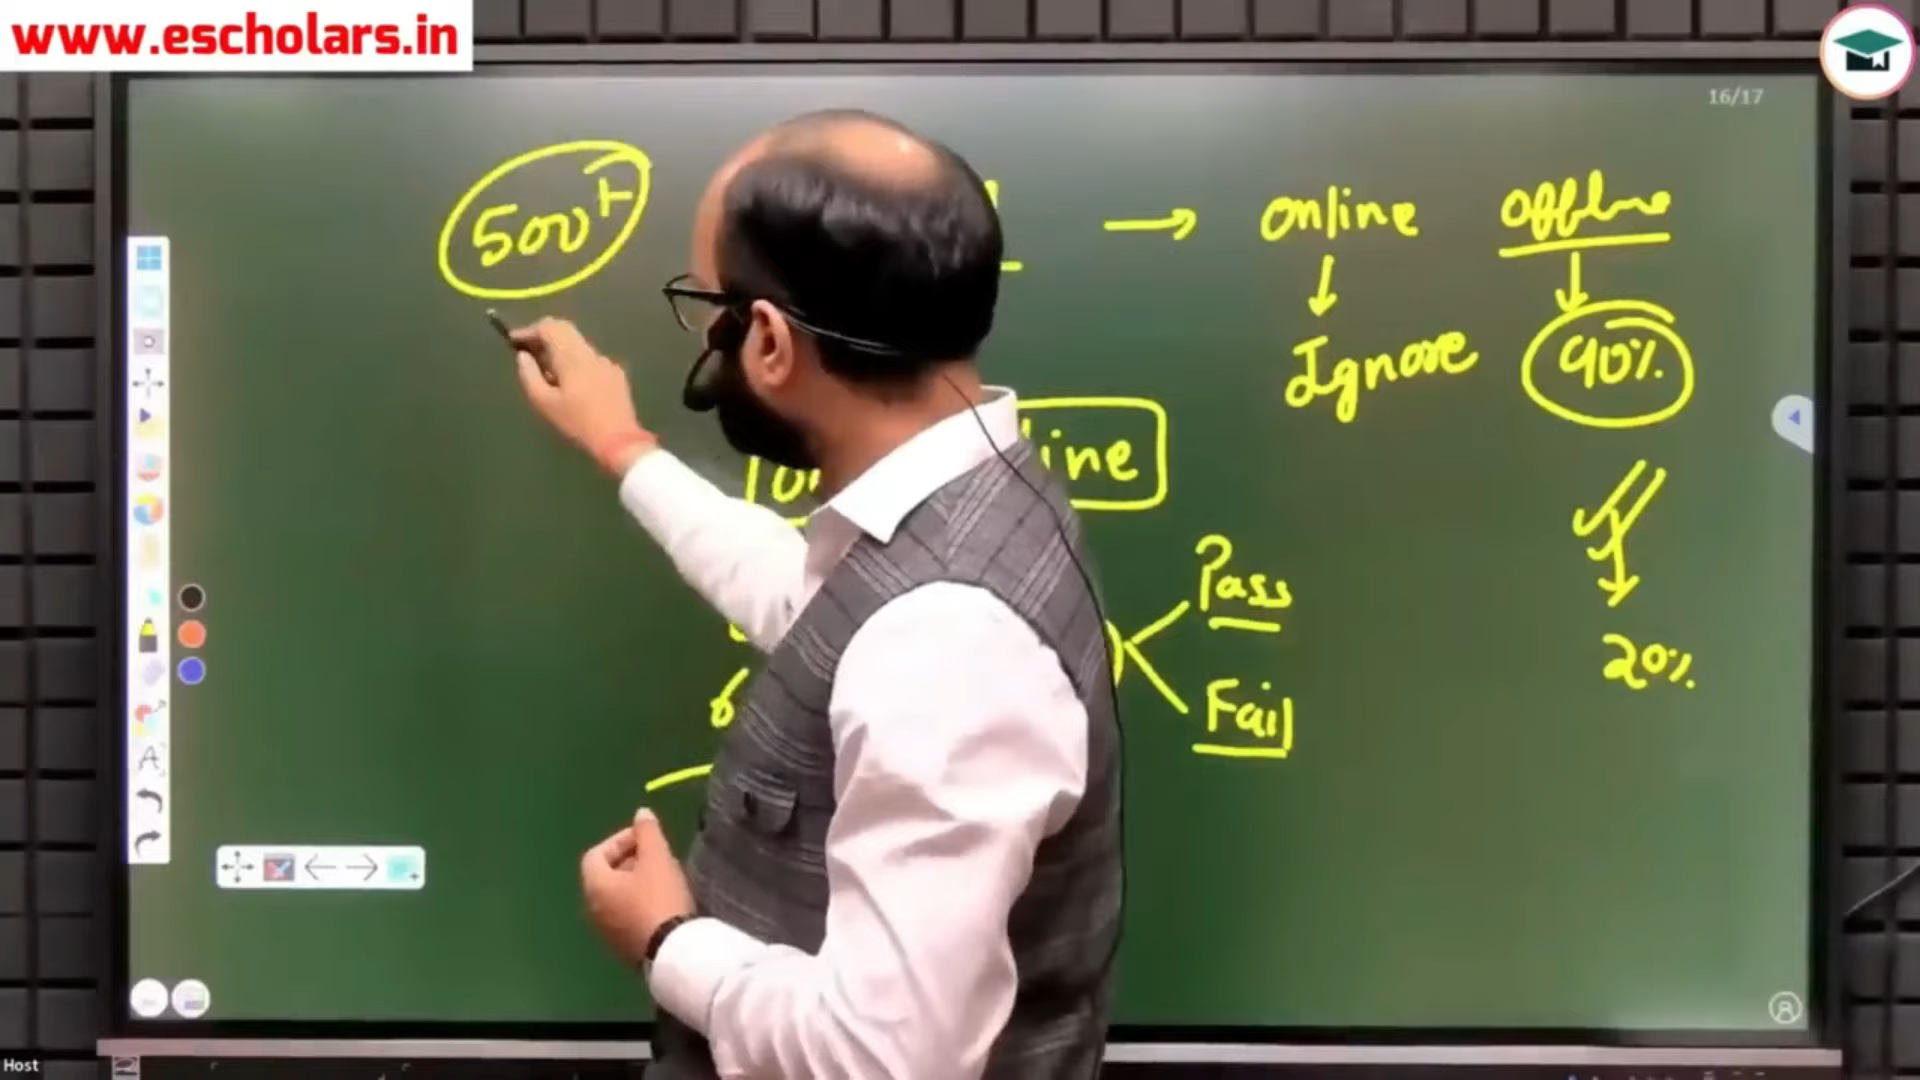 www.escholars.in
16/17
500+
→ online offline
↓ ↓
Ignore 90%
ine
Pass
Fail
20%
Host